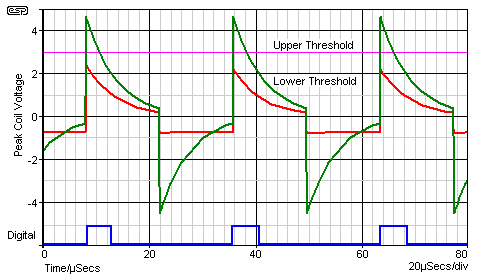 esp
4
Upper Threshold
2
Lower Threshold
Peak Coil Voltage
0
-2
-4
Digital
0
20
40
60
80
Time/µSecs
20µSecs/div